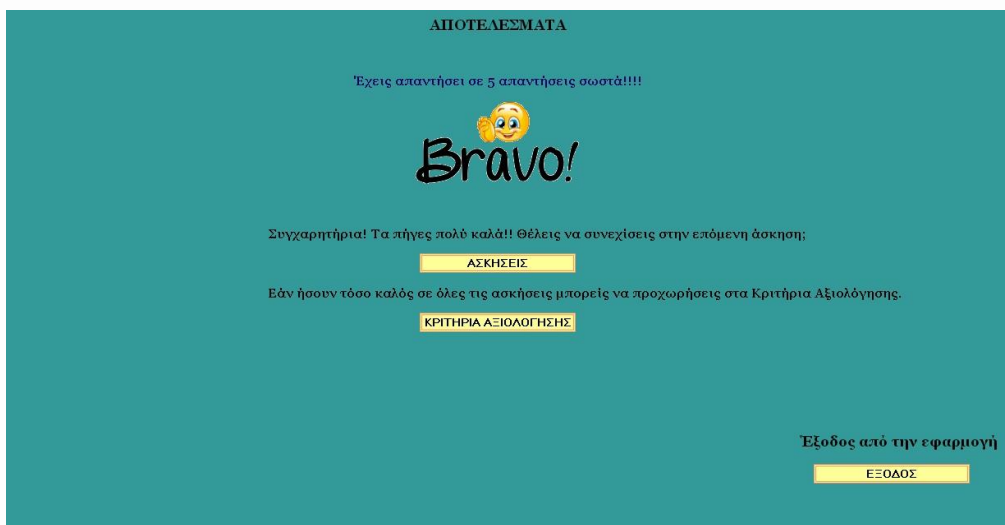 ΑΠΟΤΕΛΕΣΜΑΤΑ
Έχεις απαντήσει σε 5 απαντήσεις σωστά!!!!
Bravo!
Συγχαρητήρια! Τα πήγες πολύ καλά!! Θέλεις να συνεχίσεις στην επόμενη άσκηση;
ΑΣΚΗΣΕΙΣ
Εάν ήσουν τόσο καλός σε όλες τις ασκήσεις μπορείς να προχωρήσεις στα Κριτήρια Αξιολόγησης.
ΚΡΙΤΗΡΙΑ ΑΞΙΟΛΟΓΗΣΗΣ
Έξοδος από την εφαρμογή
ΕΞΟΔΟΣ